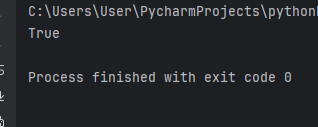 C:\Users\User\PycharmProjects\python
True
Process finished with exit code 0